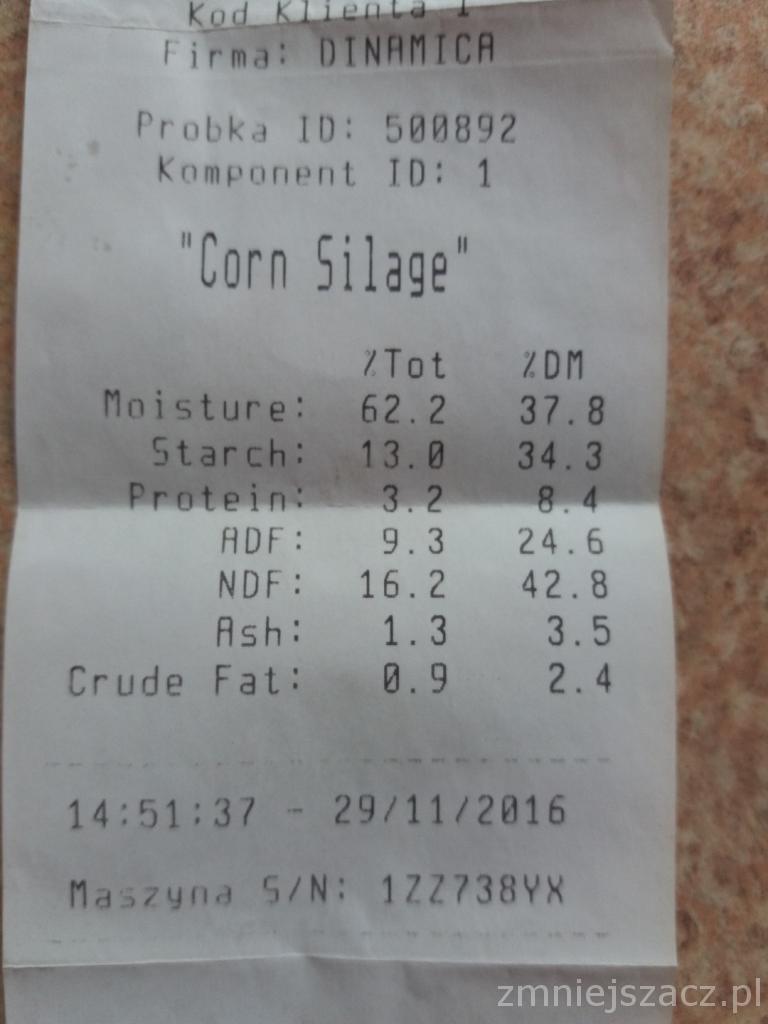 Kod Klienta 1
Firma: DINAMICA
Probka ID: 500892
Komponent ID: 1
"Corn Silage"
%Tot %DM
Moisture: 62.2 37.8
Starch: 13.0 34.3
Protein: 3.2 8.4
ADF: 9.3 24.6
NDF: 16.2 42.8
Ash: 1.3 3.5
Crude Fat: 0.9 2.4
14:51:37 - 29/11/2016
Maszyna S/N: 1ZZ738YX
zmniejszacz.pl